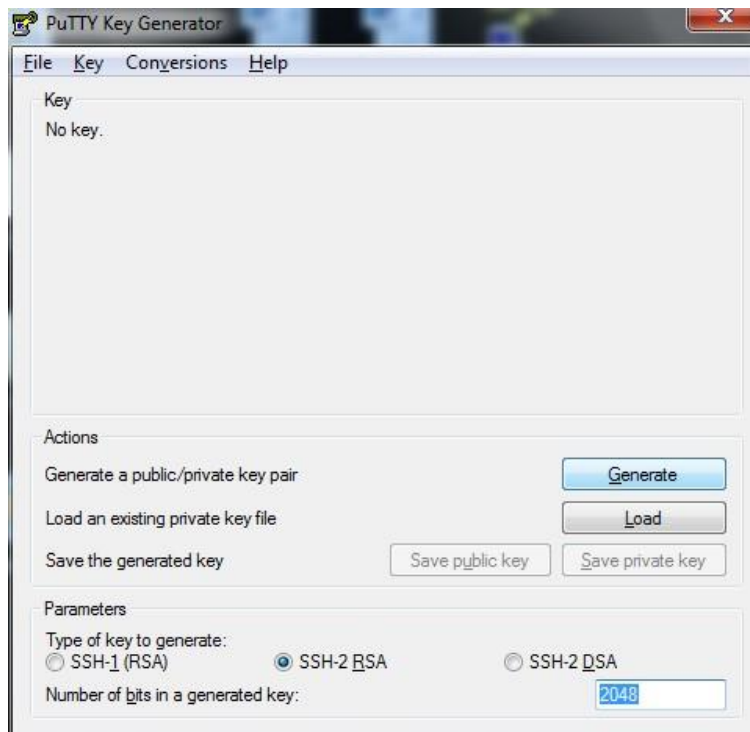 PuTTY Key Generator
File Key Conversions Help
Key
No key.
Actions
Generate a public/private key pair Generate
Load an existing private key file Load
Save the generated key Save public key Save private key
Parameters
Type of key to generate:
SSH-1 (RSA) SSH-2 RSA SSH-2 DSA
Number of bits in a generated key: 2048